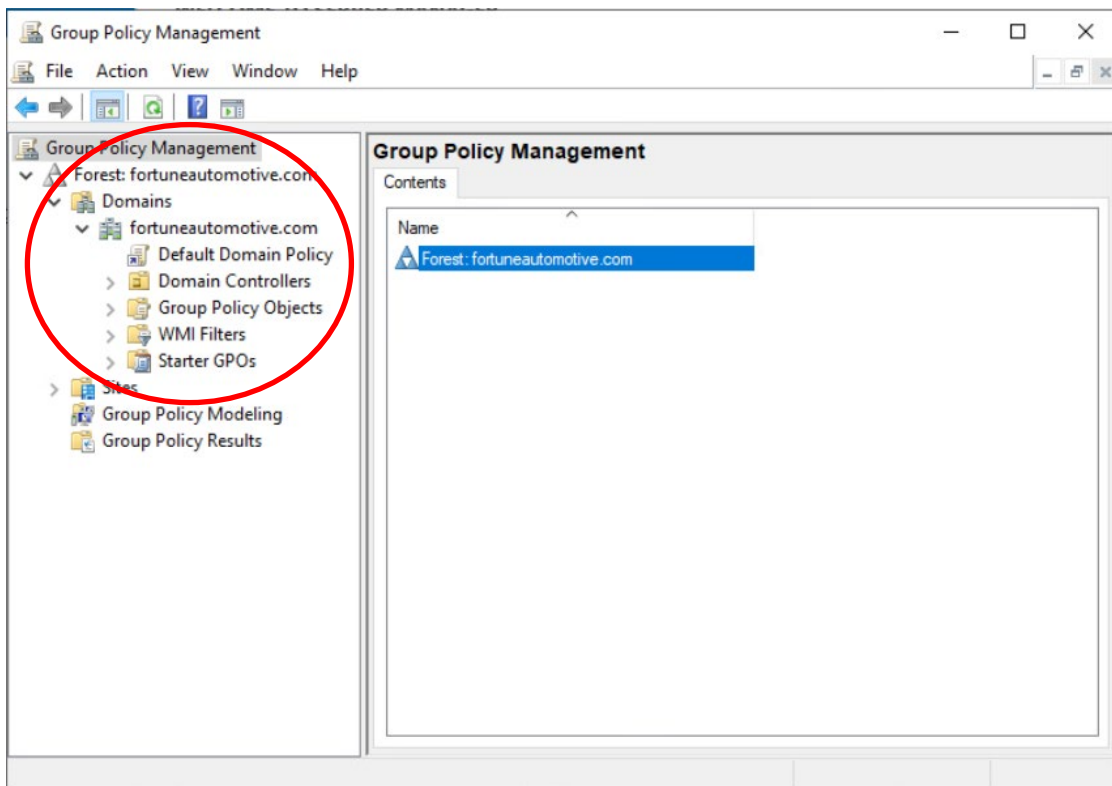 Group Policy Management
File Action View Window Help
Group Policy Management
Forest: fortuneautomotive.com
Domains
fortuneautomotive.com
Default Domain Policy
Domain Controllers
Group Policy Objects
WMI Filters
Starter GPOs
Sites
Group Policy Modeling
Group Policy Results
Group Policy Management
Contents
Name
Forest: fortuneautomotive.com